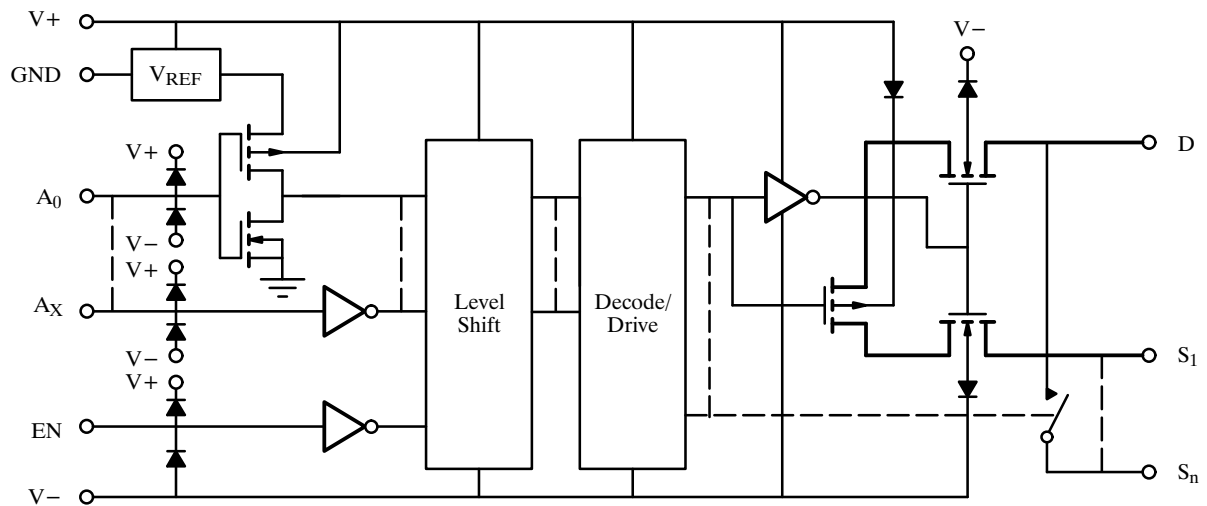 V+
V−
GND
VREF
V+
A0
V−
V+
AX
V−
V+
EN
V−
Level
Shift
Decode/
Drive
D
S1
Sn